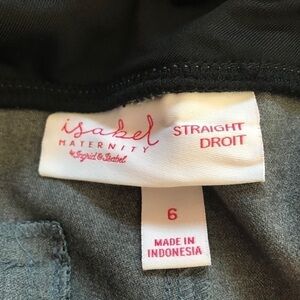 isabel
MATERNITY
by Ingrid & Isabel
STRAIGHT
DROIT
6
MADE IN
INDONESIA